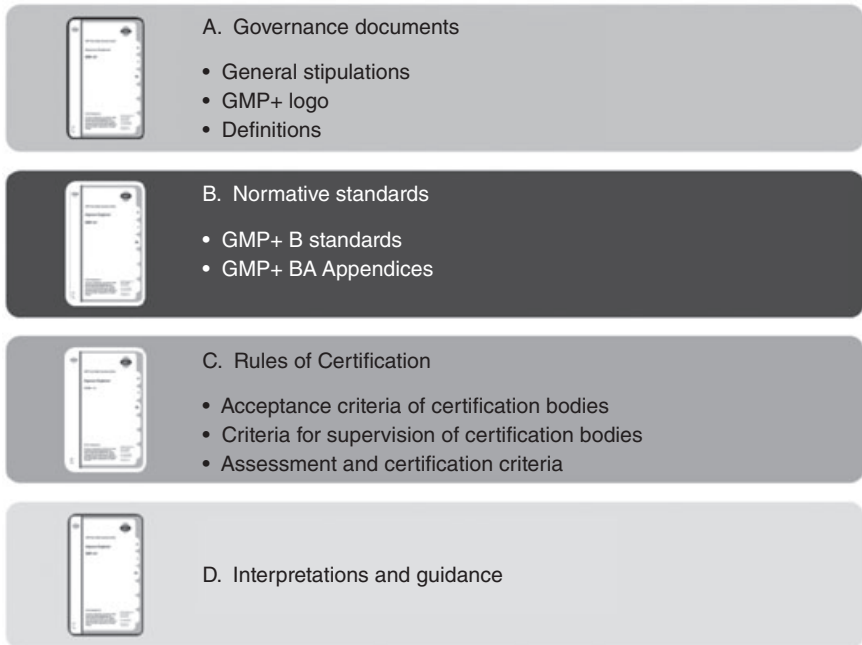 A. Governance documents
• General stipulations
• GMP+ logo
• Definitions
B. Normative standards
• GMP+ B standards
• GMP+ BA Appendices
C. Rules of Certification
• Acceptance criteria of certification bodies
• Criteria for supervision of certification bodies
• Assessment and certification criteria
D. Interpretations and guidance